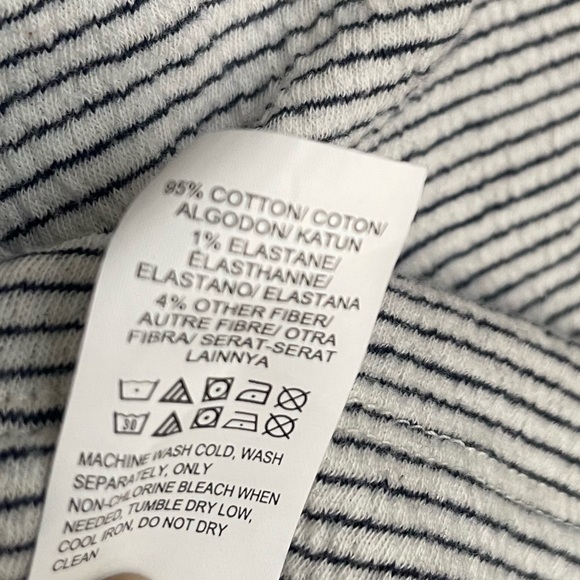 95% COTTON/ COTON/
ALGODON/ KATUN
1% ELASTANE/
ELASTHANNE/
ELASTANO/ ELASTANA
4% OTHER FIBER/
AUTRE FIBRE/ OTRA
FIBRA/ SERAT-SERAT
LAINNYA
30
MACHINE WASH COLD, WASH
SEPARATELY, ONLY
NON-CHLORINE BLEACH WHEN
NEEDED, TUMBLE DRY LOW,
COOL IRON, DO NOT DRY
CLEAN